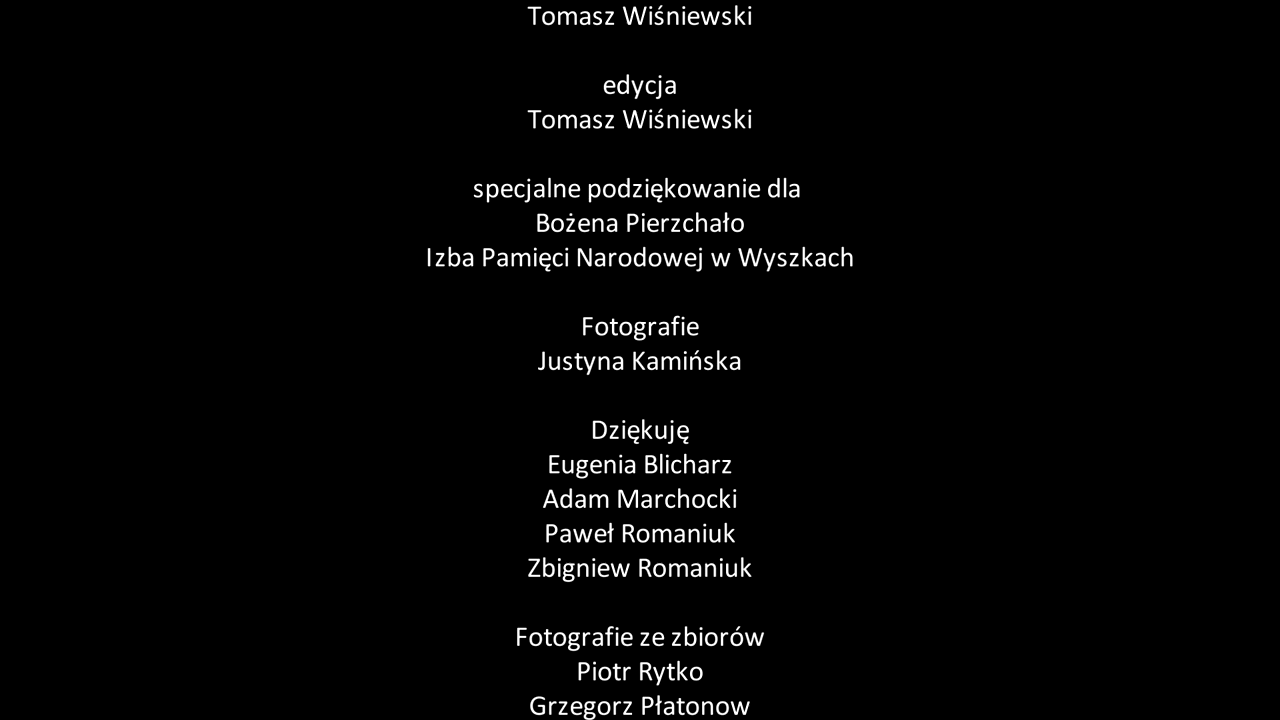 Tomasz Wiśniewski
edycja
Tomasz Wiśniewski
specjalne podziękowanie dla
Bożena Pierzchało
Izba Pamięci Narodowej w Wyszkach
Fotografie
Justyna Kamińska
Dziękuję
Eugenia Blicharz
Adam Marchocki
Paweł Romaniuk
Zbigniew Romaniuk
Fotografie ze zbiorów
Piotr Rytko
Grzegorz Płatonow